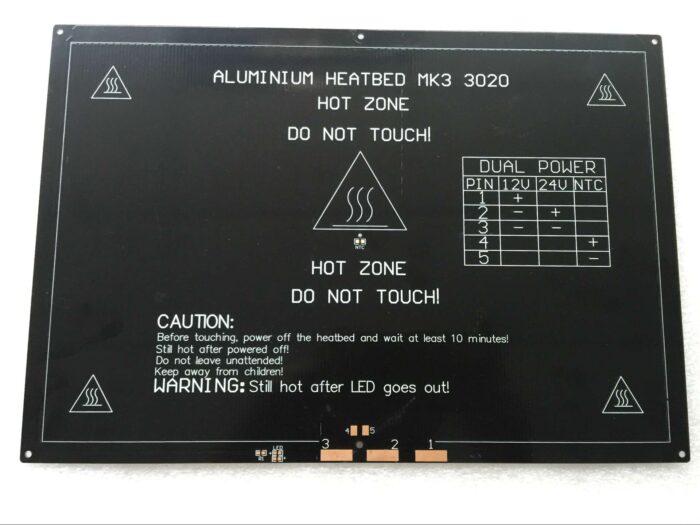 ALUMINIUM HEATBED MK3 3020
HOT ZONE
DO NOT TOUCH!
DUAL POWER
PIN 12V 24V NTC
1 +
2 - +
3 - -
4 +
5 -
NTC
HOT ZONE
DO NOT TOUCH!
CAUTION:
Before touching, power off the heatbed and wait at least 10 minutes!
Still hot after powered off!
Do not leave unattended!
Keep away from children!
WARNING: Still hot after LED goes out!
4 5
3 2 1
R1 LED